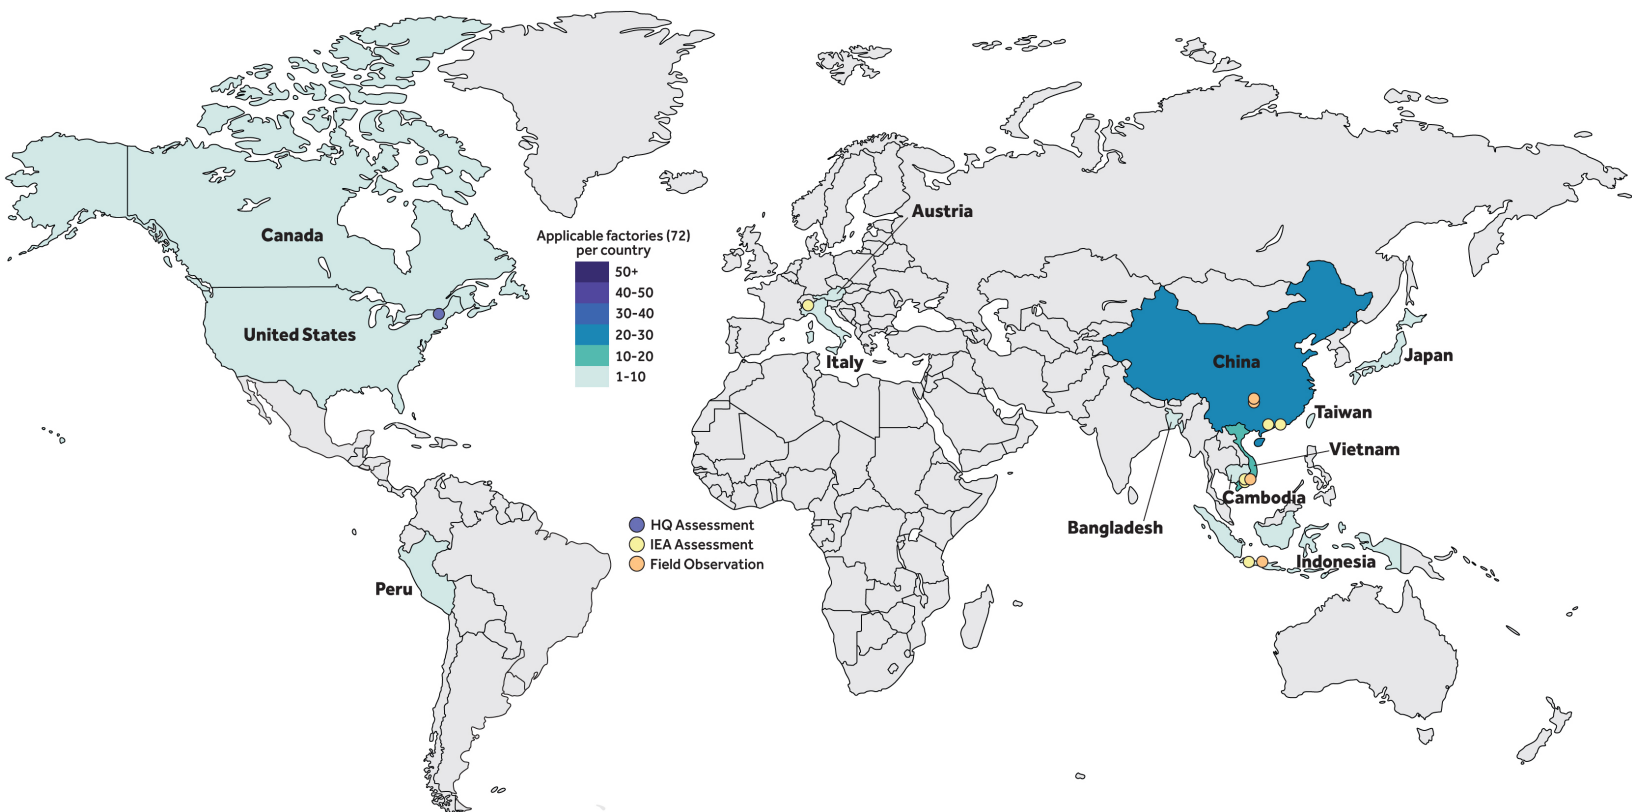 Canada
United States
Peru
Applicable factories (72)
per country
50+
40-50
30-40
20-30
10-20
1-10
HQ Assessment
IEA Assessment
Field Observation
Austria
Italy
China
Japan
Taiwan
Vietnam
Cambodia
Bangladesh
Indonesia